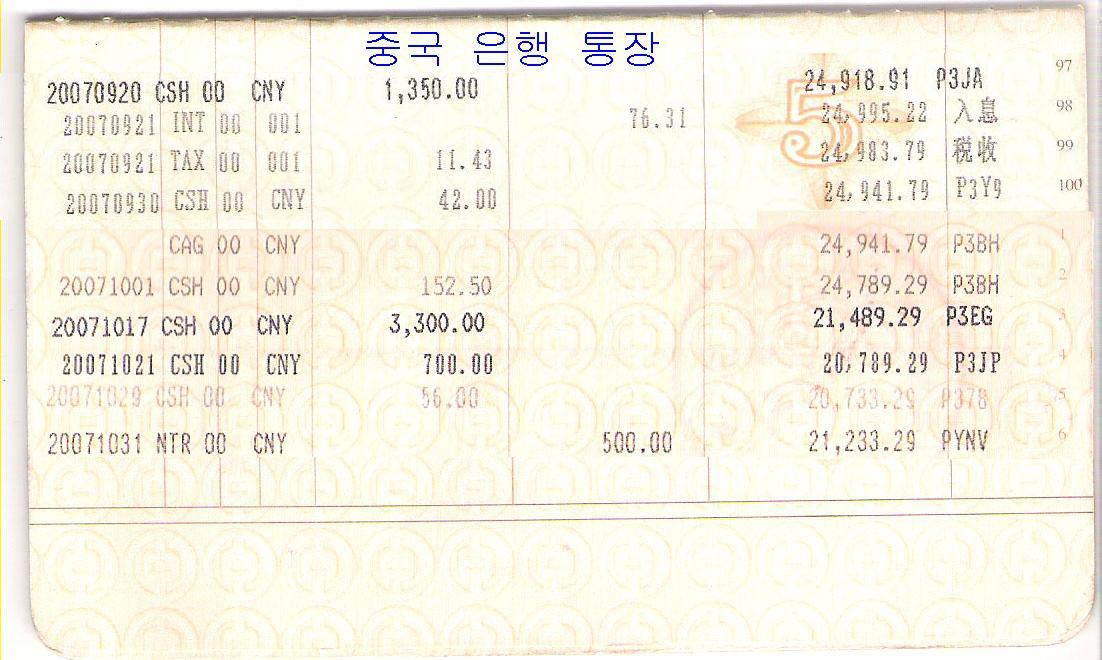 중국 은행 통장
20070920 CSH 00 CNY 1,350.00 24,918.91 P3JA 97
20070921 INT 00 001 76.31 24,995.22 入息 98
20070921 TAX 00 001 11.43 24,983.79 税收 99
20070930 CSH 00 CNY 42.00 24,941.79 P3Y9 100
CAG 00 CNY 24,941.79 P3BH 1
20071001 CSH 00 CNY 152.50 24,789.29 P3BH 2
20071017 CSH 00 CNY 3,300.00 21,489.29 P3EG 3
20071021 CSH 00 CNY 700.00 20,789.29 P3JP 4
20071029 CSH 00 CNY 56.00 20,733.29 P378 5
20071031 NTR 00 CNY 500.00 21,233.29 PYNV 6
5